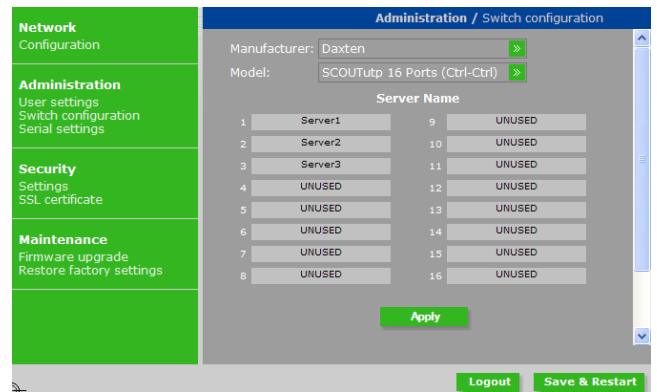 Network
Configuration
Administration
User settings
Switch configuration
Serial settings
Security
Settings
SSL certificate
Maintenance
Firmware upgrade
Restore factory settings
Administration / Switch configuration
Manufacturer: Daxten
Model: SCOUTutp 16 Ports (Ctrl-Ctrl)
Server Name
1 Server1 9 UNUSED
2 Server2 10 UNUSED
3 Server3 11 UNUSED
4 UNUSED 12 UNUSED
5 UNUSED 13 UNUSED
6 UNUSED 14 UNUSED
7 UNUSED 15 UNUSED
8 UNUSED 16 UNUSED
Apply
Logout Save & Restart